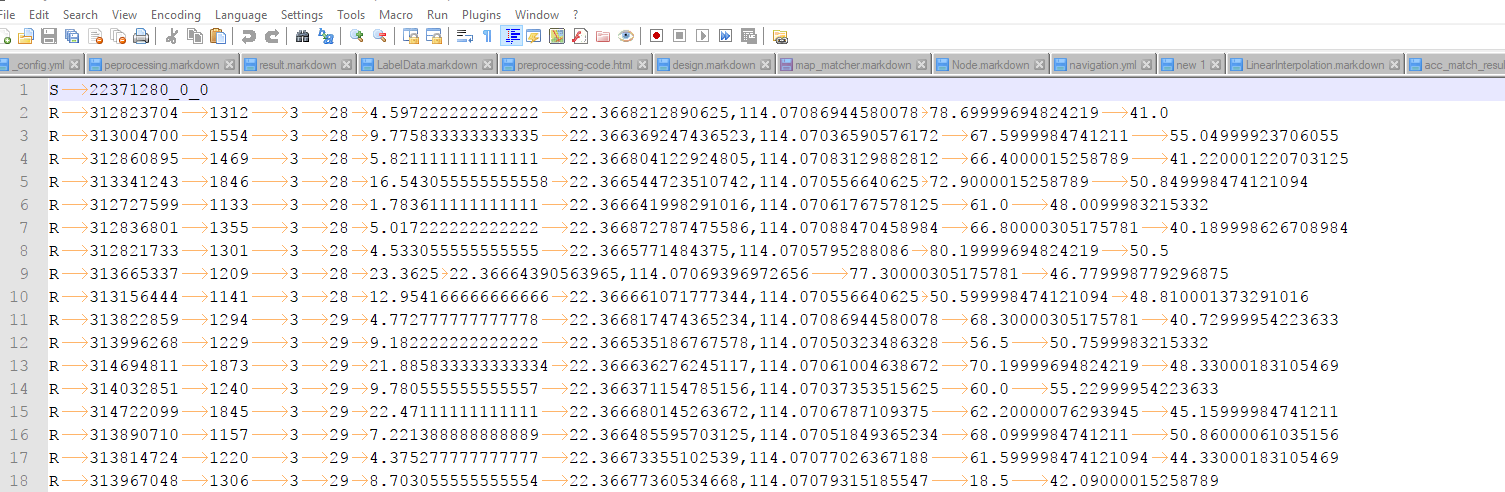 File Edit Search View Encoding Language Settings Tools Macro Run Plugins Window ?
_config.yml peprocessing.markdown result.markdown LabelData.markdown preprocessing-code.html design.markdown map_matcher.markdown Node.markdown navigation.yml new 1 LinearInterpolation.markdown acc_match_resu
1 S 22371280_0_0
2 R 312823704 1312 3 28 4.597222222222222 22.3668212890625,114.07086944580078 78.69999694824219 41.0
3 R 313004700 1554 3 28 9.775833333333335 22.366369247436523,114.07036590576172 67.5999984741211 55.04999923706055
4 R 312860895 1469 3 28 5.821111111111111 22.366804122924805,114.07083129882812 66.4000015258789 41.220001220703125
5 R 313341243 1846 3 28 16.543055555555558 22.366544723510742,114.070556640625 72.9000015258789 50.849998474121094
6 R 312727599 1133 3 28 1.783611111111111 22.366641998291016,114.07061767578125 61.0 48.0099983215332
7 R 312836801 1355 3 28 5.017222222222222 22.366872787475586,114.07088470458984 66.80000305175781 40.189998626708984
8 R 312821733 1301 3 28 4.533055555555555 22.3665771484375,114.0705795288086 80.19999694824219 50.5
9 R 313665337 1209 3 28 23.3625 22.36664390563965,114.07069396972656 77.30000305175781 46.779998779296875
10 R 313156444 1141 3 28 12.954166666666666 22.366661071777344,114.070556640625 50.599998474121094 48.810001373291016
11 R 313822859 1294 3 29 4.772777777777778 22.366817474365234,114.07086944580078 68.30000305175781 40.72999954223633
12 R 313996268 1229 3 29 9.182222222222222 22.366535186767578,114.07050323486328 56.5 50.7599983215332
13 R 314694811 1873 3 29 21.885833333333334 22.366636276245117,114.07061004638672 70.19999694824219 48.33000183105469
14 R 314032851 1240 3 29 9.780555555555557 22.366371154785156,114.07037353515625 60.0 55.22999954223633
15 R 314722099 1845 3 29 22.47111111111111 22.366680145263672,114.0706787109375 62.20000076293945 45.15999984741211
16 R 313890710 1157 3 29 7.221388888888889 22.366485595703125,114.07051849365234 68.0999984741211 50.86000061035156
17 R 313814724 1220 3 29 4.375277777777777 22.36673355102539,114.07077026367188 61.599998474121094 44.33000183105469
18 R 313967048 1306 3 29 8.703055555555554 22.36677360534668,114.07079315185547 18.5 42.09000015258789